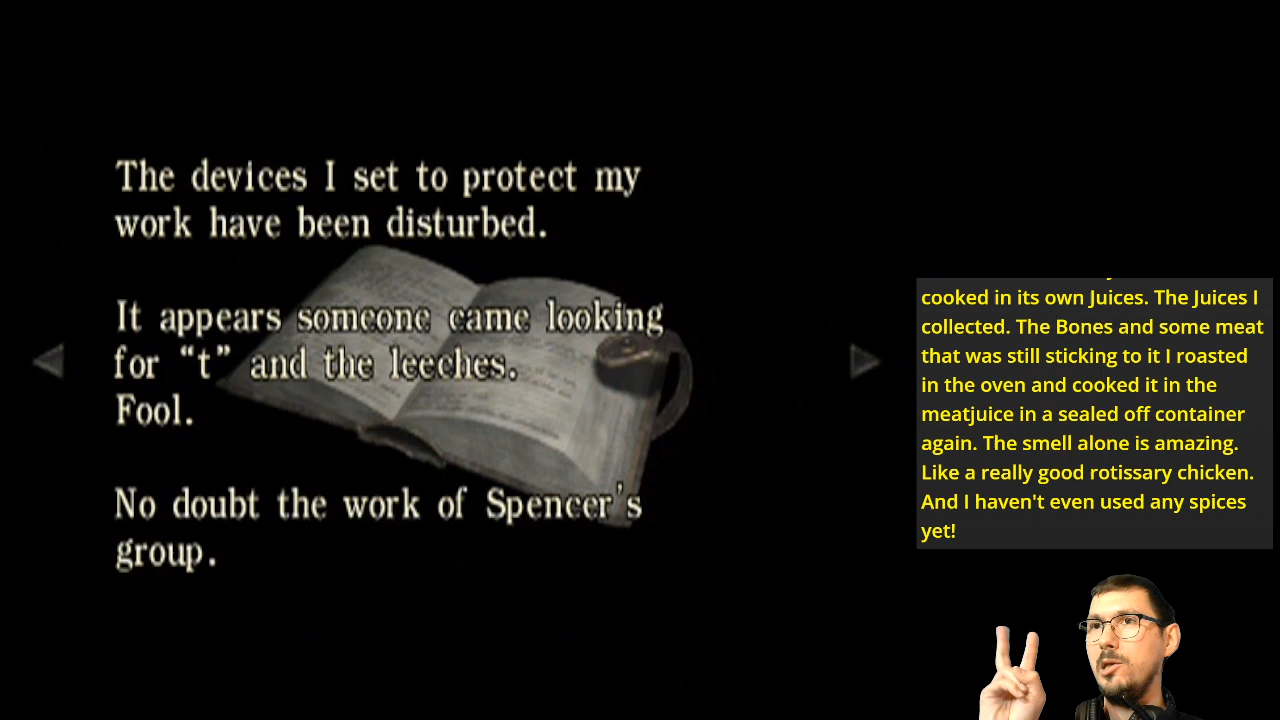 The devices I set to protect my
work have been disturbed.
It appears someone came looking
for “t” and the leeches.
Fool.
No doubt the work of Spencer's
group.
cooked in its own Juices. The Juices I
collected. The Bones and some meat
that was still sticking to it I roasted
in the oven and cooked it in the
meatjuice in a sealed off container
again. The smell alone is amazing.
Like a really good rotissary chicken.
And I haven't even used any spices
yet!